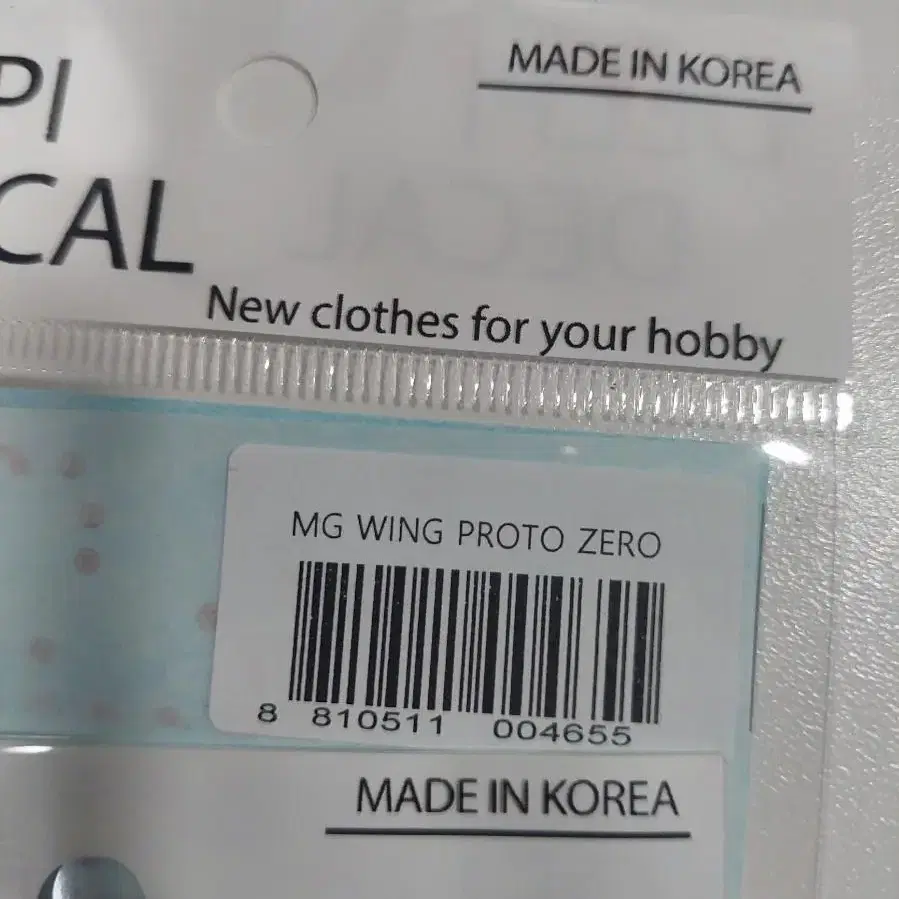 MADE IN KOREA
PI
CAL
New clothes for your hobby
MG WING PROTO ZERO
8 810511 004655
MADE IN KOREA